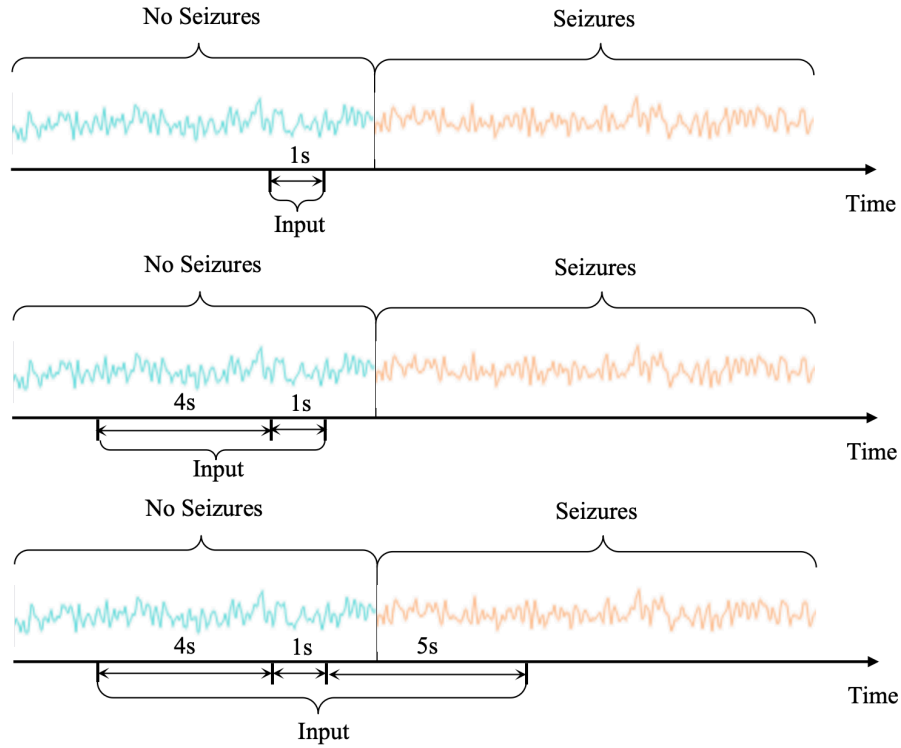 No Seizures
Seizures
1s
Input
Time
No Seizures
Seizures
4s
1s
Input
Time
No Seizures
Seizures
4s
1s
5s
Input
Time